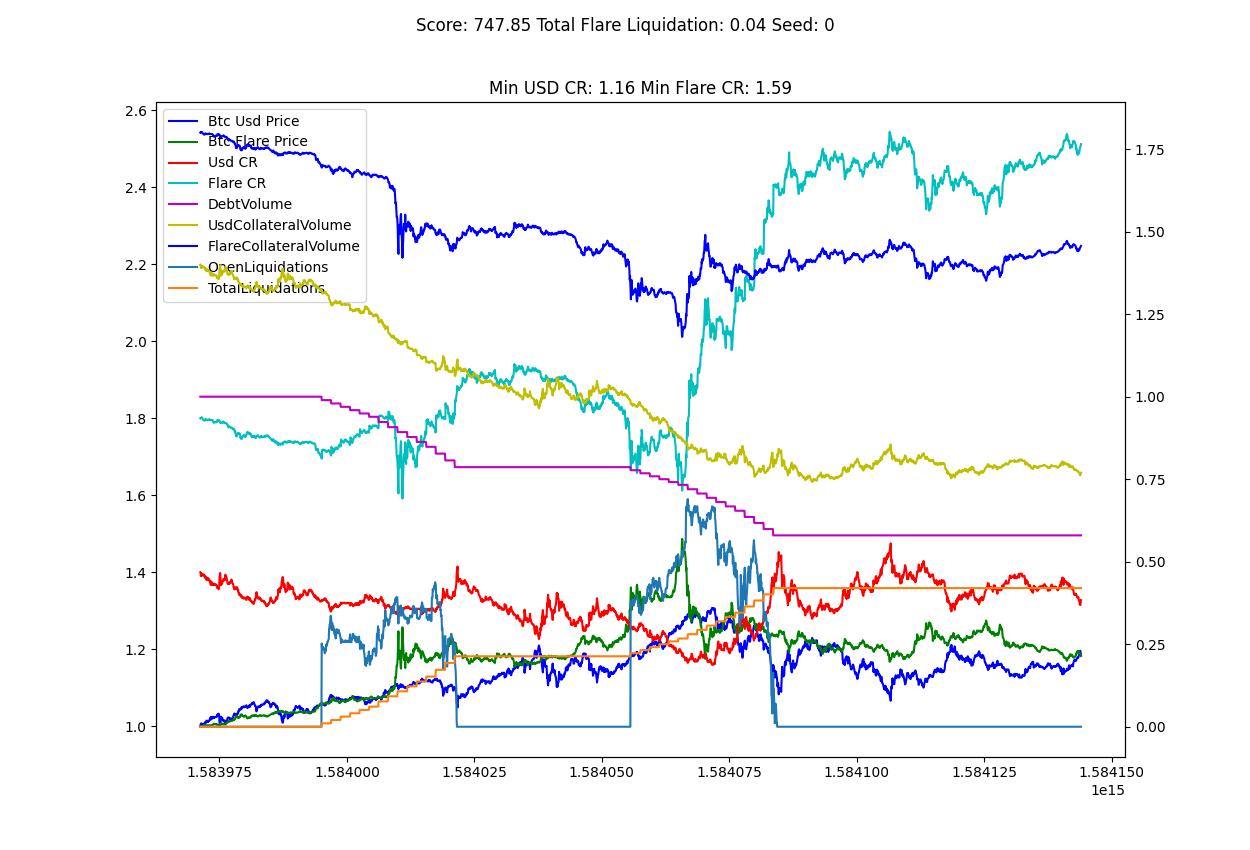 Score: 747.85 Total Flare Liquidation: 0.04 Seed: 0
Min USD CR: 1.16 Min Flare CR: 1.59
Btc Usd Price
Btc Flare Price
Usd CR
Flare CR
DebtVolume
UsdCollateralVolume
FlareCollateralVolume
OpenLiquidations
TotalLiquidations
2.6
2.4
2.2
2.0
1.8
1.6
1.4
1.2
1.0
1.75
1.50
1.25
1.00
0.75
0.50
0.25
0.00
1.583975 1.584000 1.584025 1.584050 1.584075 1.584100 1.584125 1.584150
1e15